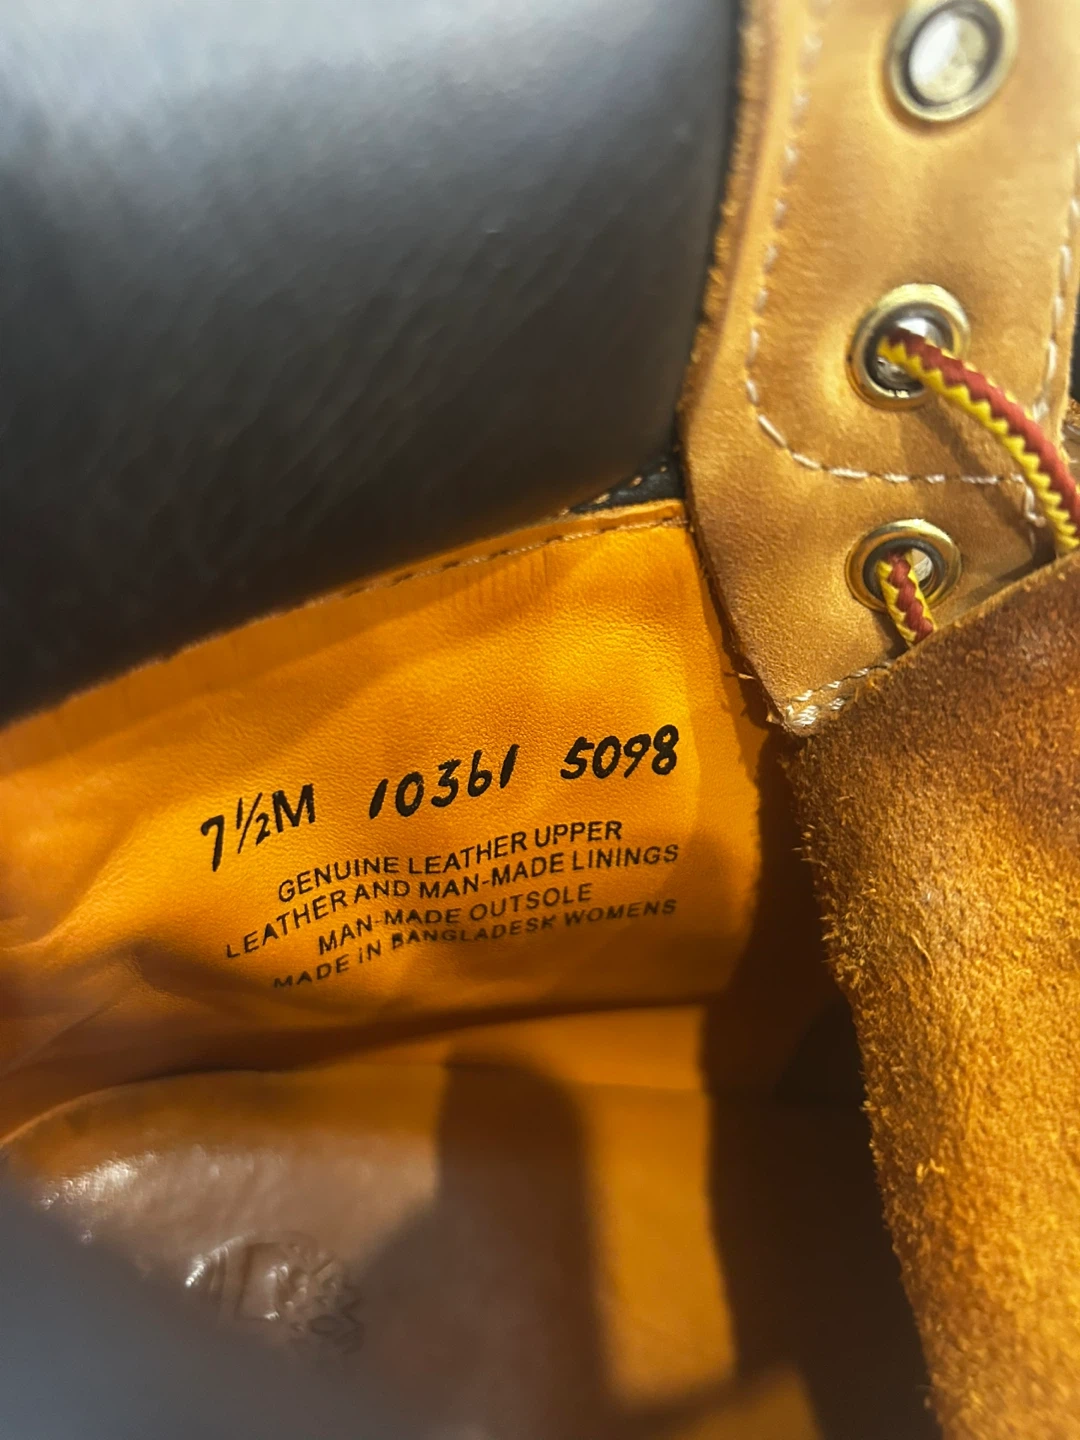 7½M 10361 5098
GENUINE LEATHER UPPER
LEATHER AND MAN-MADE LININGS
MAN-MADE OUTSOLE
MADE IN BANGLADESH WOMENS